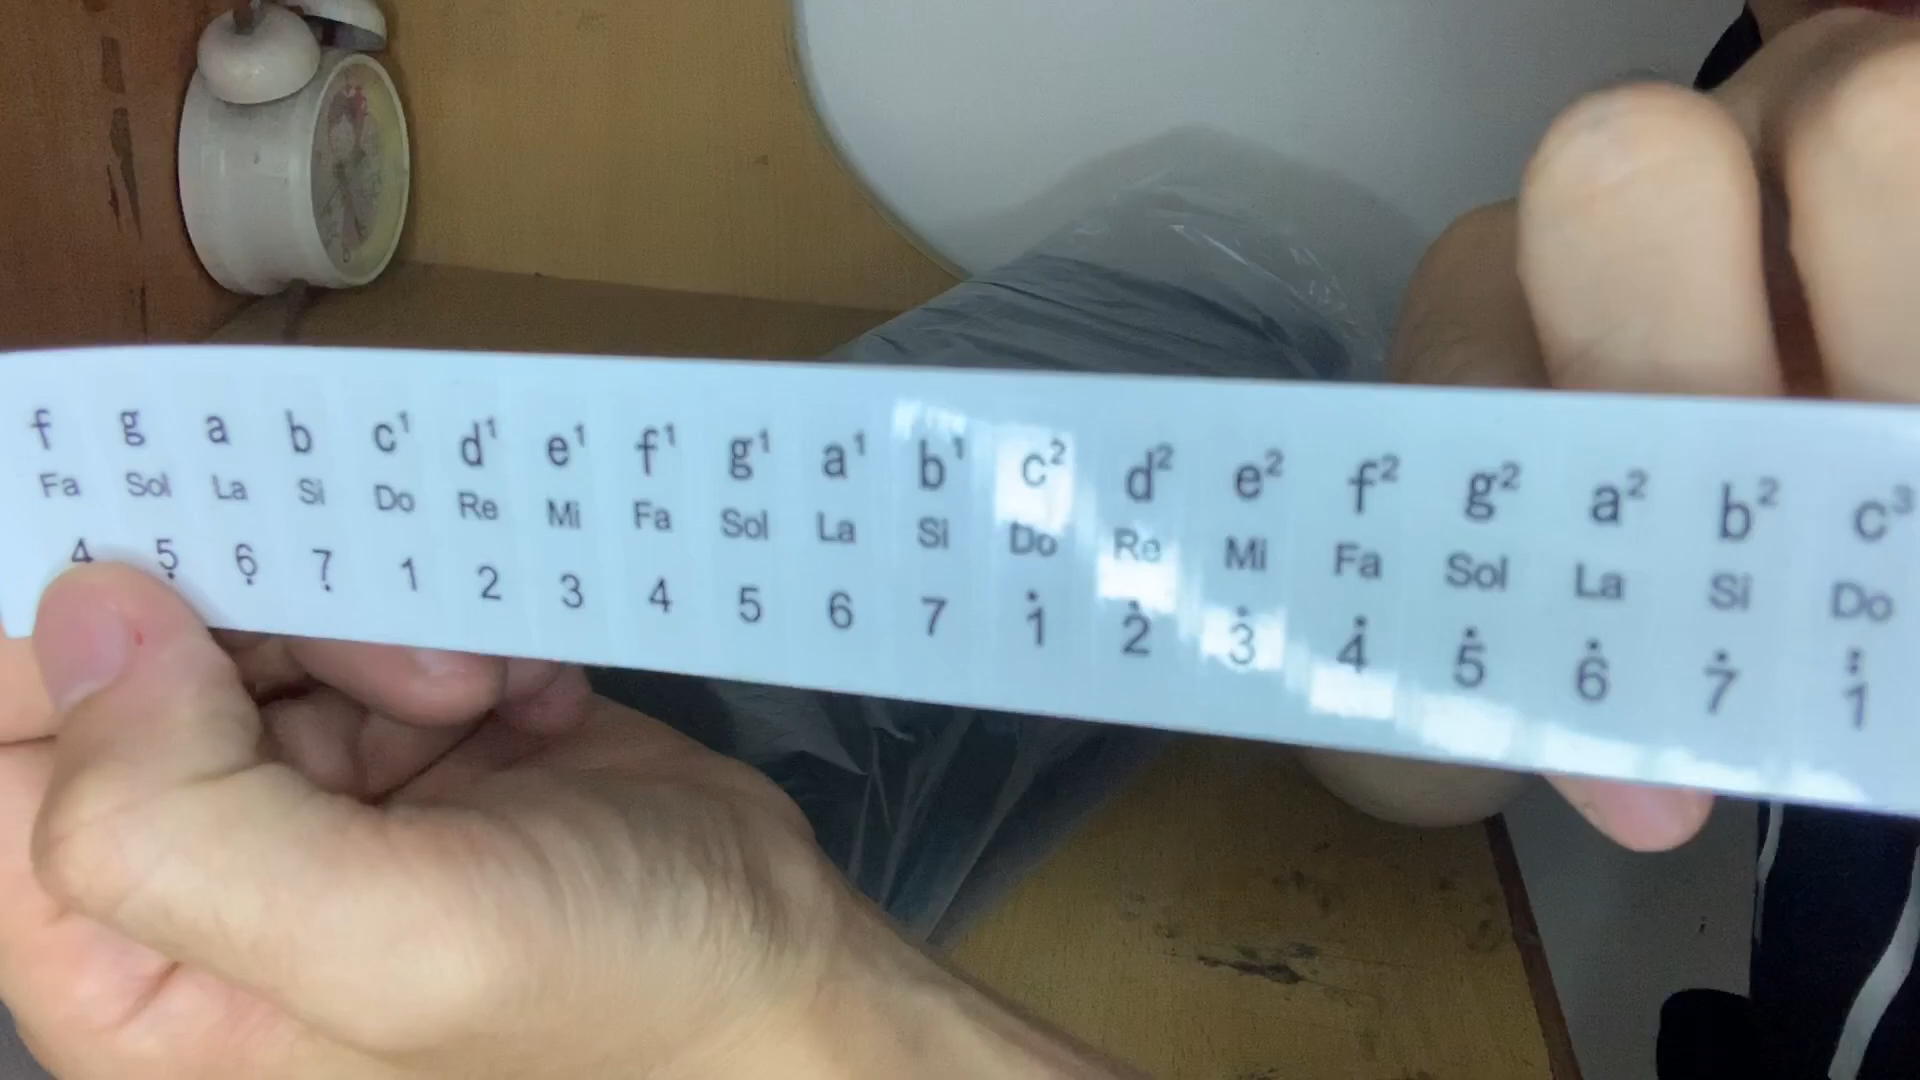 f g a b c¹ d¹ e¹ f¹ g¹ a¹ b¹ c² d² e² f² g² a² b² c³
Fa Sol La Si Do Re Mi Fa Sol La Si Do Re Mi Fa Sol La Si Do
4 5̣ 6̣ 7̣ 1 2 3 4 5 6 7 1̇ 2̇ 3̇ 4̇ 5̇ 6̇ 7̇ 1̈